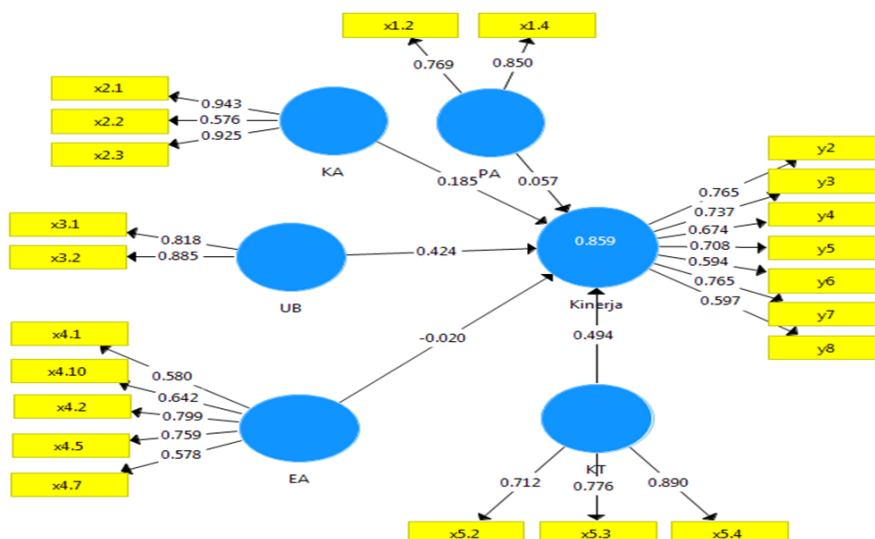 x1.2
x1.4
0.769
0.850
x2.1
x2.2
x2.3
0.943
0.576
0.925
KA
PA
0.185
0.057
x3.1
x3.2
0.818
0.885
UB
0.424
0.859
Kinerja
y2
y3
y4
y5
y6
y7
y8
0.765
0.737
0.674
0.708
0.594
0.765
0.597
-0.020
0.494
x4.1
x4.10
x4.2
x4.5
x4.7
0.580
0.642
0.799
0.759
0.578
EA
KT
0.712
0.776
0.890
x5.2
x5.3
x5.4